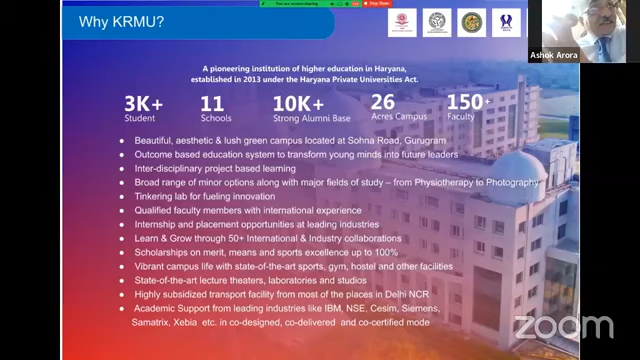 Why KRMU?
You are screen sharing
Stop Share
Ashok Arora
A pioneering institution of higher education in Haryana,
established in 2013 under the Haryana Private Universities Act.
3K+ 11 10K+ 26 150+
Student Schools Strong Alumni Base Acres Campus Faculty
• Beautiful, aesthetic & lush green campus located at Sohna Road, Gurugram
• Outcome based education system to transform young minds into future leaders
• Inter-disciplinary project based learning
• Broad range of minor options along with major fields of study – from Physiotherapy to Photography
• Tinkering lab for fueling innovation
• Qualified faculty members with international experience
• Internship and placement opportunities at leading industries
• Learn & Grow through 50+ International & Industry collaborations
• Scholarships on merit, means and sports excellence up to 100%
• Vibrant campus life with state-of-the-art sports, gym, hostel and other facilities
• State-of-the-art lecture theaters, laboratories and studios
• Highly subsidized transport facility from most of the places in Delhi NCR
• Academic Support from leading industries like IBM, NSE, Cesim, Siemens,
Samatrix, Xebia etc. in co-designed, co-delivered and co-certified mode
zoom